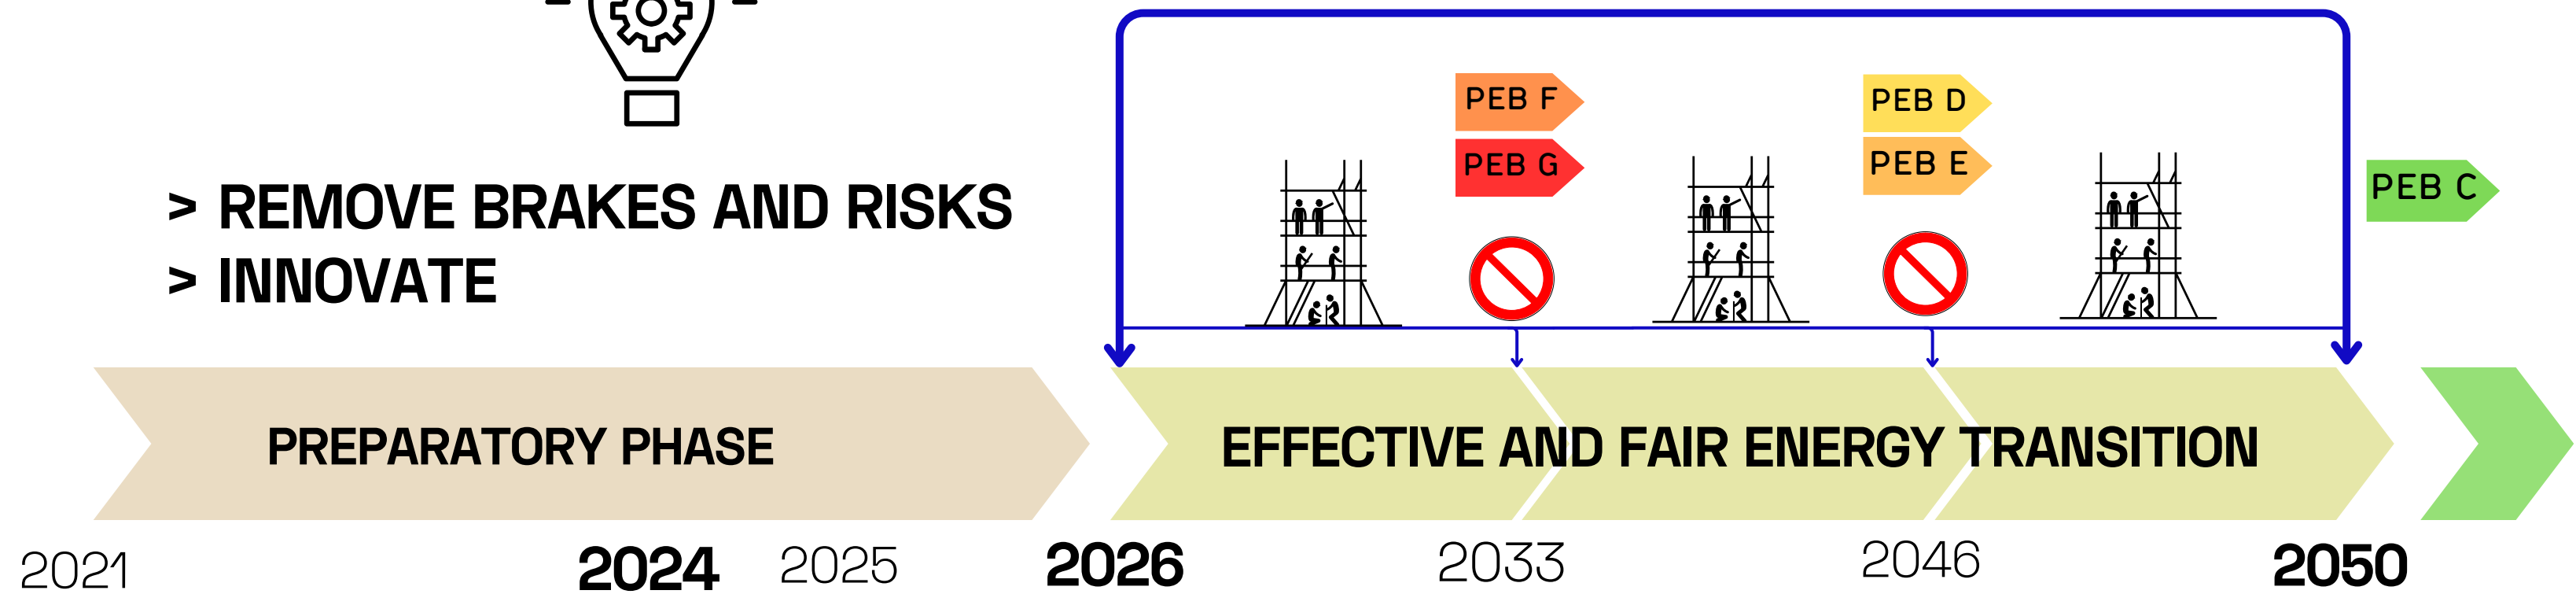 > REMOVE BRAKES AND RISKS
> INNOVATE
PEB F
PEB G
PEB D
PEB E
PEB C
PREPARATORY PHASE
EFFECTIVE AND FAIR ENERGY TRANSITION
2021 2024 2025 2026 2033 2046 2050